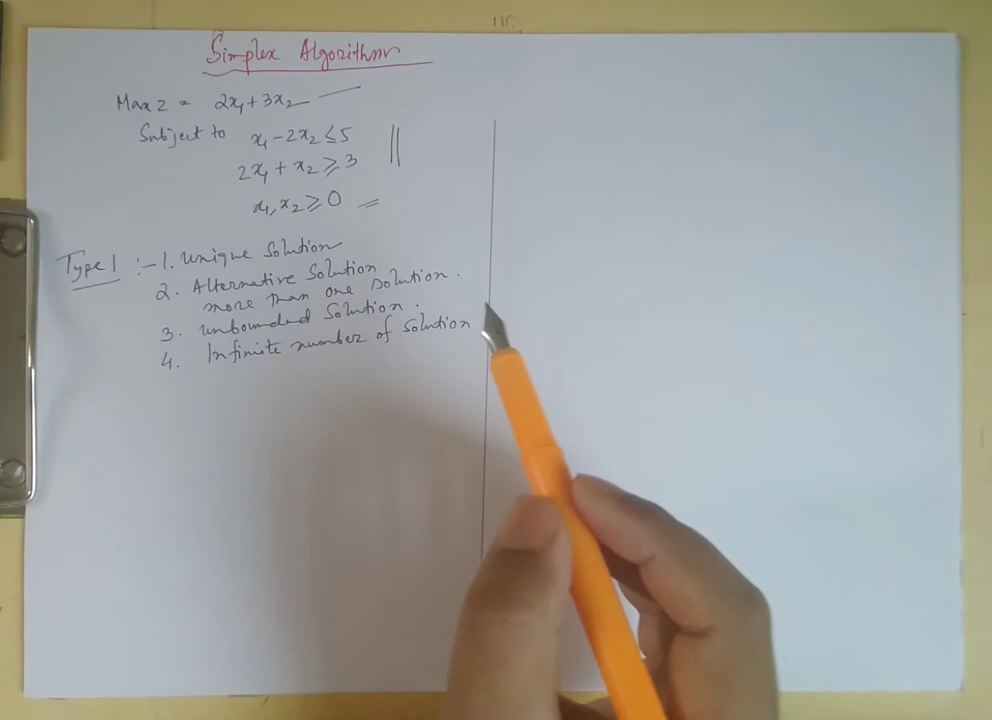 Simplex Algorithm
Max Z = 2x₁ + 3x₂
Subject to x₁ - 2x₂ ≤ 5
2x₁ + x₂ ≥ 3
x₁, x₂ ≥ 0
Type 1 :- 1. Unique Solution
2. Alternative Solution
more than one solution.
3. unbounded Solution.
4. Infinite number of solution